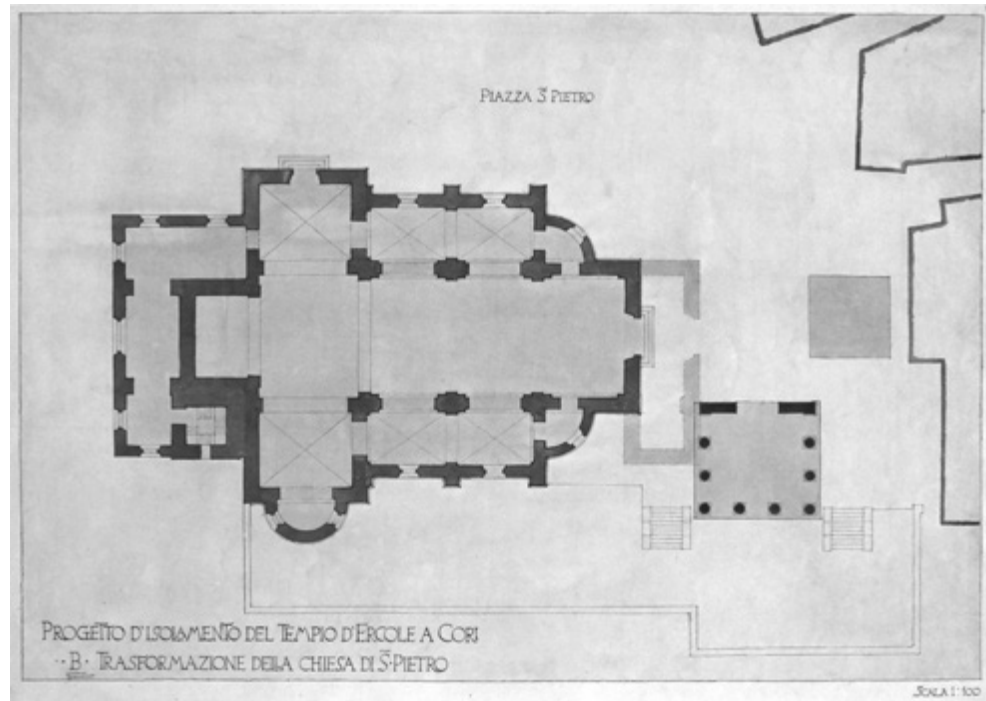 PIAZZA S. PIETRO
PROGETTO D'ISOLAMENTO DEL TEMPIO D'ERCOLE A CORI
·B· TRASFORMAZIONE DELLA CHIESA DI S. PIETRO
SCALA 1:100